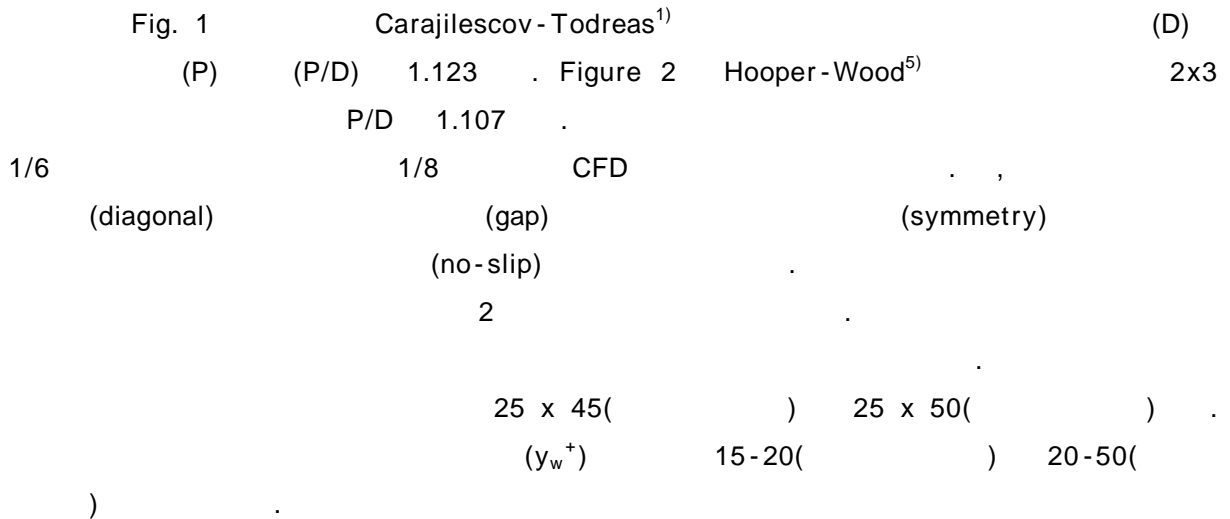 Fig. 1 Carajilescov-Todreas1) (D)
(P) (P/D) 1.123 . Figure 2 Hooper-Wood5) 2x3
P/D 1.107 .
1/6 1/8 CFD . ,
(diagonal) (gap) (symmetry)
(no-slip) .
2 .
.
25 x 45( ) 25 x 50( ) .
(yw+) 15-20( ) 20-50(
) .